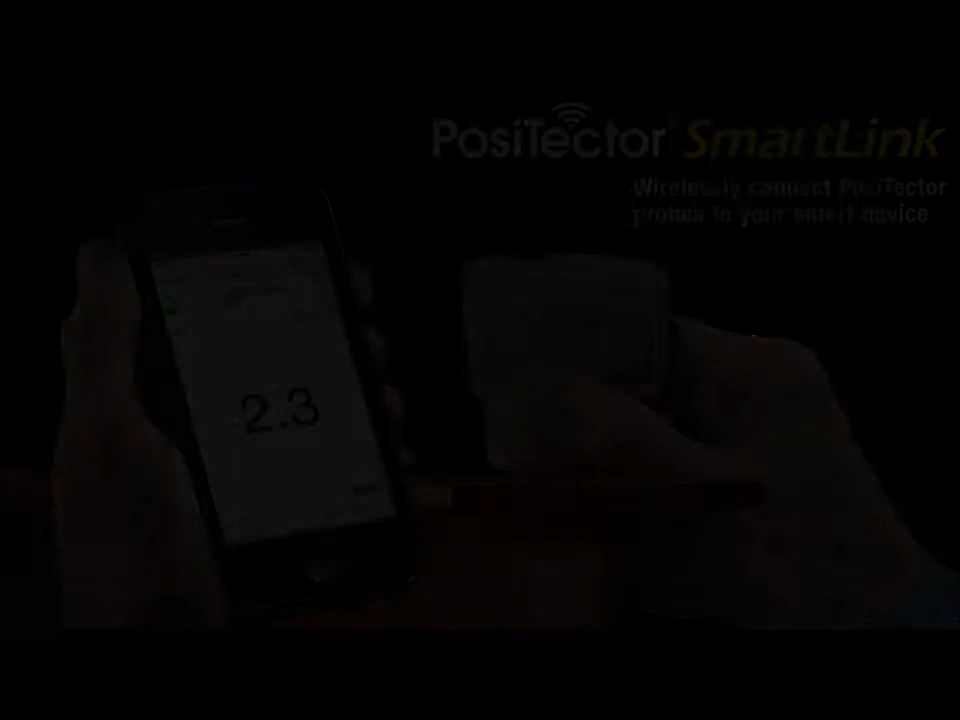 PosiTector SmartLink
Wirelessly connect PosiTector
probes to your smart device
2.3